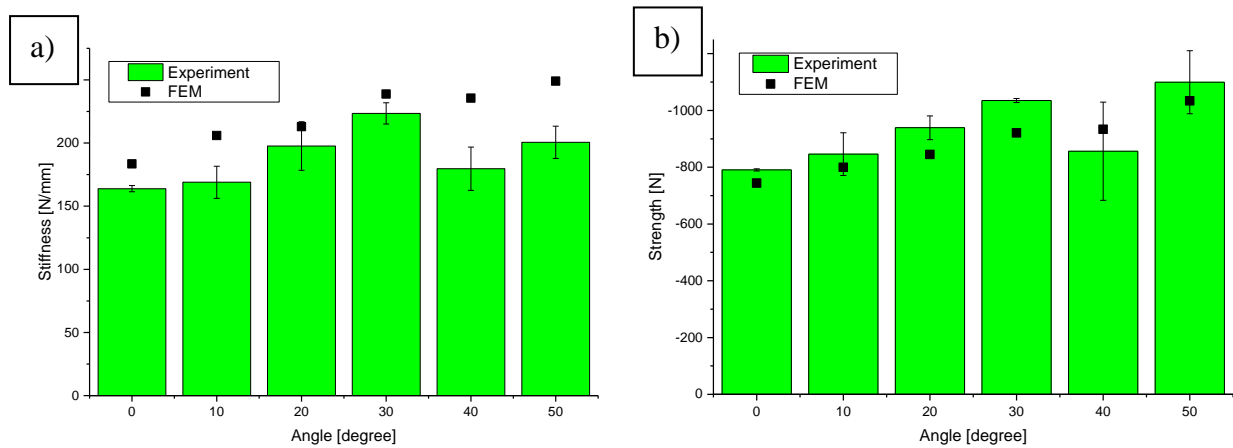 a)
Experiment
FEM
Stiffness [N/mm]
200
150
100
50
0
0 10 20 30 40 50
Angle [degree]
b)
Experiment
FEM
Strength [N]
-1000
-800
-600
-400
-200
0
0 10 20 30 40 50
Angle [degree]